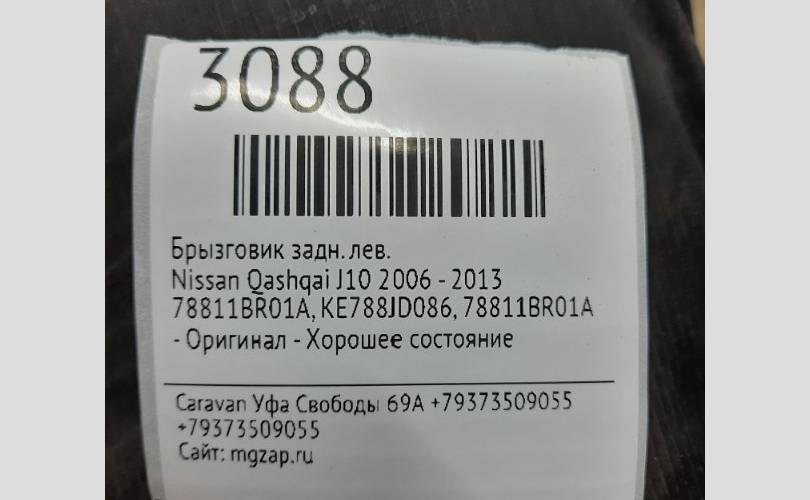 3088
Брызговик задн. лев.
Nissan Qashqai J10 2006 - 2013
78811BR01A, KE788JD086, 78811BR01A
- Оригинал - Хорошее состояние
Caravan Уфа Свободы 69А +79373509055
+79373509055
Сайт: mgzap.ru